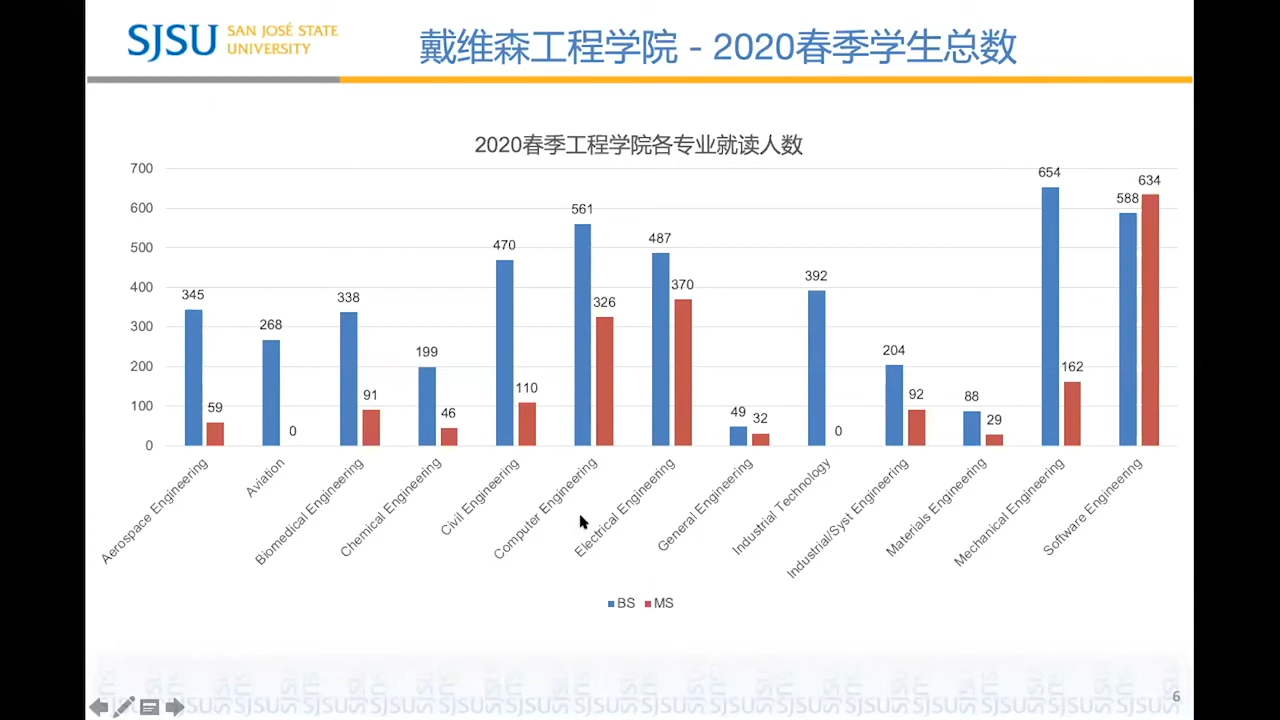 SJSU SAN JOSÉ STATE
UNIVERSITY
戴维森工程学院 - 2020春季学生总数
2020春季工程学院各专业就读人数
700
600
500
400
300
200
100
0
345
59
268
0
338
91
199
46
470
110
561
326
487
370
49
32
392
0
204
92
88
29
654
162
588
634
Aerospace Engineering
Aviation
Biomedical Engineering
Chemical Engineering
Civil Engineering
Computer Engineering
Electrical Engineering
General Engineering
Industrial Technology
Industrial/Syst Engineering
Materials Engineering
Mechanical Engineering
Software Engineering
BS MS
6